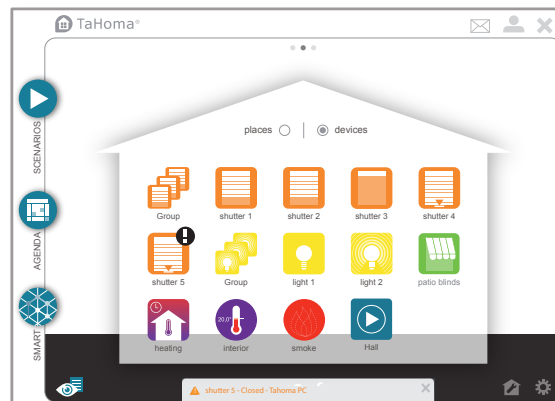 TaHoma®
places devices
SCENARIOS
Group shutter 1 shutter 2 shutter 3 shutter 4
!
AGENDA
shutter 5 Group light 1 light 2 patio blinds
20,0°
SMART
heating interior smoke Hall
shutter 5 - Closed - Tahoma PC